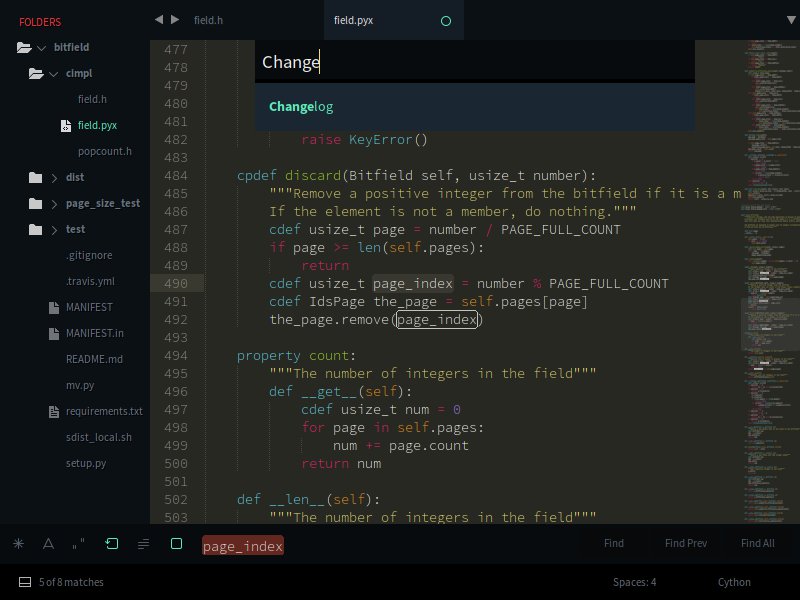 FOLDERS
bitfield
cimpl
field.h
field.pyx
popcount.h
dist
page_size_test
test
.gitignore
.travis.yml
MANIFEST
MANIFEST.in
README.md
mv.py
requirements.txt
sdist_local.sh
setup.py
field.h
field.pyx
Change
Changelog
477
478
479
480
481
482 raise KeyError()
483
484 cpdef discard(Bitfield self, usize_t number):
485 """Remove a positive integer from the bitfield if it is a m
486 If the element is not a member, do nothing."""
487 cdef usize_t page = number / PAGE_FULL_COUNT
488 if page >= len(self.pages):
489 return
490 cdef usize_t page_index = number % PAGE_FULL_COUNT
491 cdef IdsPage the_page = self.pages[page]
492 the_page.remove(page_index)
493
494 property count:
495 """The number of integers in the field"""
496 def __get__(self):
497 cdef usize_t num = 0
498 for page in self.pages:
499 num += page.count
500 return num
501
502 def __len__(self):
503 """The number of integers in the field"""
page_index
Find Find Prev Find All
5 of 8 matches
Spaces: 4 Cython